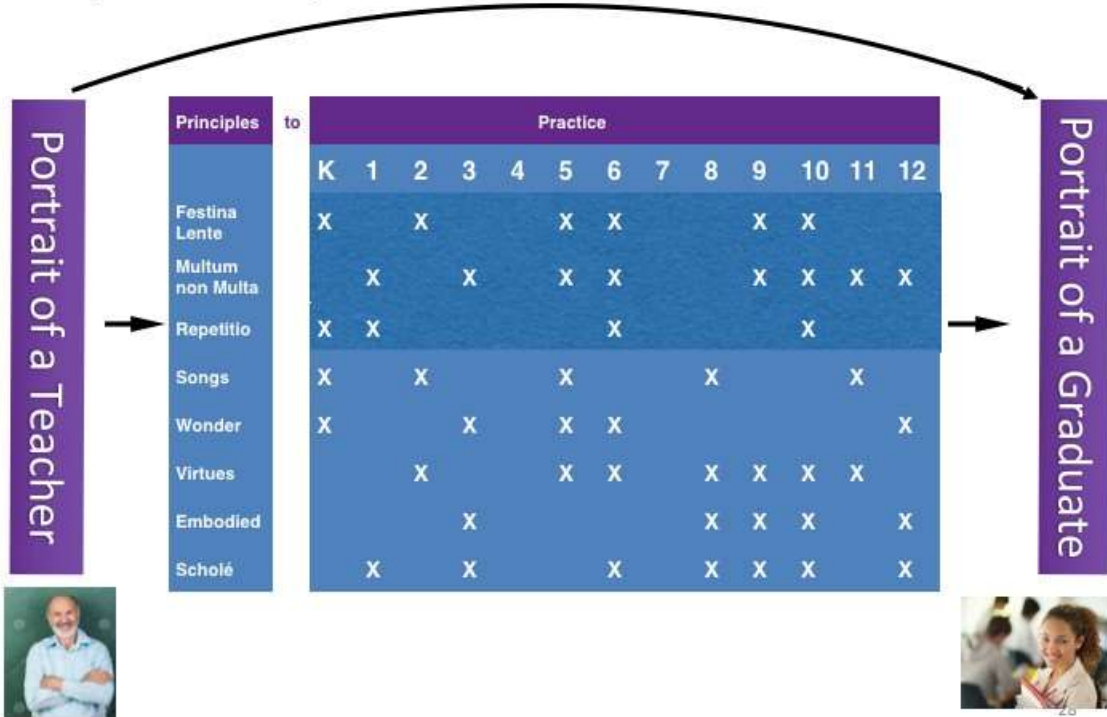 Portrait of a Teacher
Principles to Practice
K 1 2 3 4 5 6 7 8 9 10 11 12
Festina
Lente X X X X X X
Multum
non Multa X X X X X X X X
Repetitio X X X X
Songs X X X X X
Wonder X X X X X
Virtues X X X X X X X
Embodied X X X X X
Scholé X X X X X X X
Portrait of a Graduate
28